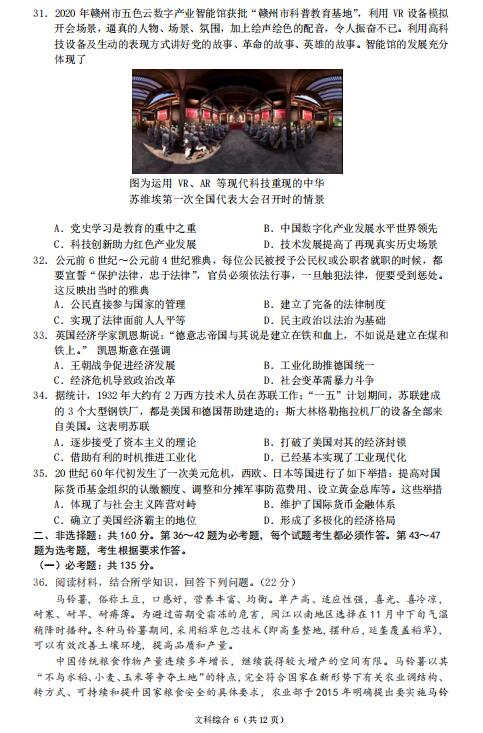 31. 2020 年赣州市五色云数字产业智能馆获批“赣州市科普教育基地”，利用 VR 设备模拟
开会场景，逼真的人物、场景、氛围，加上绘声绘色的配音，令人振奋不已。利用高科
技设备及生动的表现方式讲好党的故事、革命的故事、英雄的故事。智能馆的发展充分
体现了
图为运用 VR、AR 等现代科技重现的中华
苏维埃第一次全国代表大会召开时的情景
A. 党史学习是教育的重中之重 B. 中国数字化产业发展水平世界领先
C. 科技创新助力红色产业发展 D. 技术发展提高了再现真实历史场景
32. 公元前 6 世纪～公元前 4 世纪雅典，每位公民被授予公民权或公职者就职的时候，都
要宣誓“保护法律，忠于法律”，官员必须依法行事，一旦触犯法律，便要受到惩处。
这反映出当时的雅典
A. 公民直接参与国家的管理 B. 建立了完备的法律制度
C. 实现了法律面前人人平等 D. 民主政治以法治为基础
33. 英国经济学家凯恩斯说：“德意志帝国与其说是建立在铁和血上，不如说是建立在煤和
铁上。” 凯恩斯意在强调
A. 王朝战争促进经济发展 B. 工业化助推德国统一
C. 经济危机导致政治改革 D. 社会变革需暴力斗争
34. 据统计，1932 年大约有 2 万西方技术人员在苏联工作；“一五”计划期间，苏联建成
的 3 个大型钢铁厂，都是美国和德国帮助建造的；斯大林格勒拖拉机厂的设备全部来
自美国。这表明苏联
A. 逐步接受了资本主义的理论 B. 打破了美国对其的经济封锁
C. 借助有利的时机推进工业化 D. 已经基本实现了工业现代化
35. 20 世纪 60 年代初发生了一次美元危机，西欧、日本等国进行了如下举措：提高对国
际货币基金组织的认缴额度、调整和分摊军事防范费用、设立黄金总库等。这些举措
A. 体现了与社会主义阵营对峙 B. 维护了国际货币金融体系
C. 确立了美国经济霸主的地位 D. 形成了多极化的经济格局
二、非选择题：共 160 分。第 36～42 题为必考题，每个试题考生都必须作答。第 43～47
题为选考题，考生根据要求作答。
（一）必考题：共 135 分。
36. 阅读材料，结合所学知识，回答下列问题。（22 分）
马铃薯，俗称土豆，口感好，营养丰富、均衡。单产高、适应性强，喜光、喜冷凉，
耐寒、耐旱、耐瘠薄。为避过苗期受霜冻的危害，闽江以南地区选择在 11 月中下旬气温
稍降时播种。冬种马铃薯期间，采用稻草包芯技术（即高垄整地，摆种后，延垄覆盖稻草），
可以有效改善土壤环境，提高品质和产量。
中国传统粮食作物产量连续多年增长，继续获得较大增产的空间有限。马铃薯以其
“不与水稻、小麦、玉米等争夺土地”的特点，完全符合国家在新形势下有关农业调结构、
转方式、可持续和提升国家粮食安全的具体要求，农业部于 2015 年明确提出要实施马铃
文科综合 6（共 12 页）